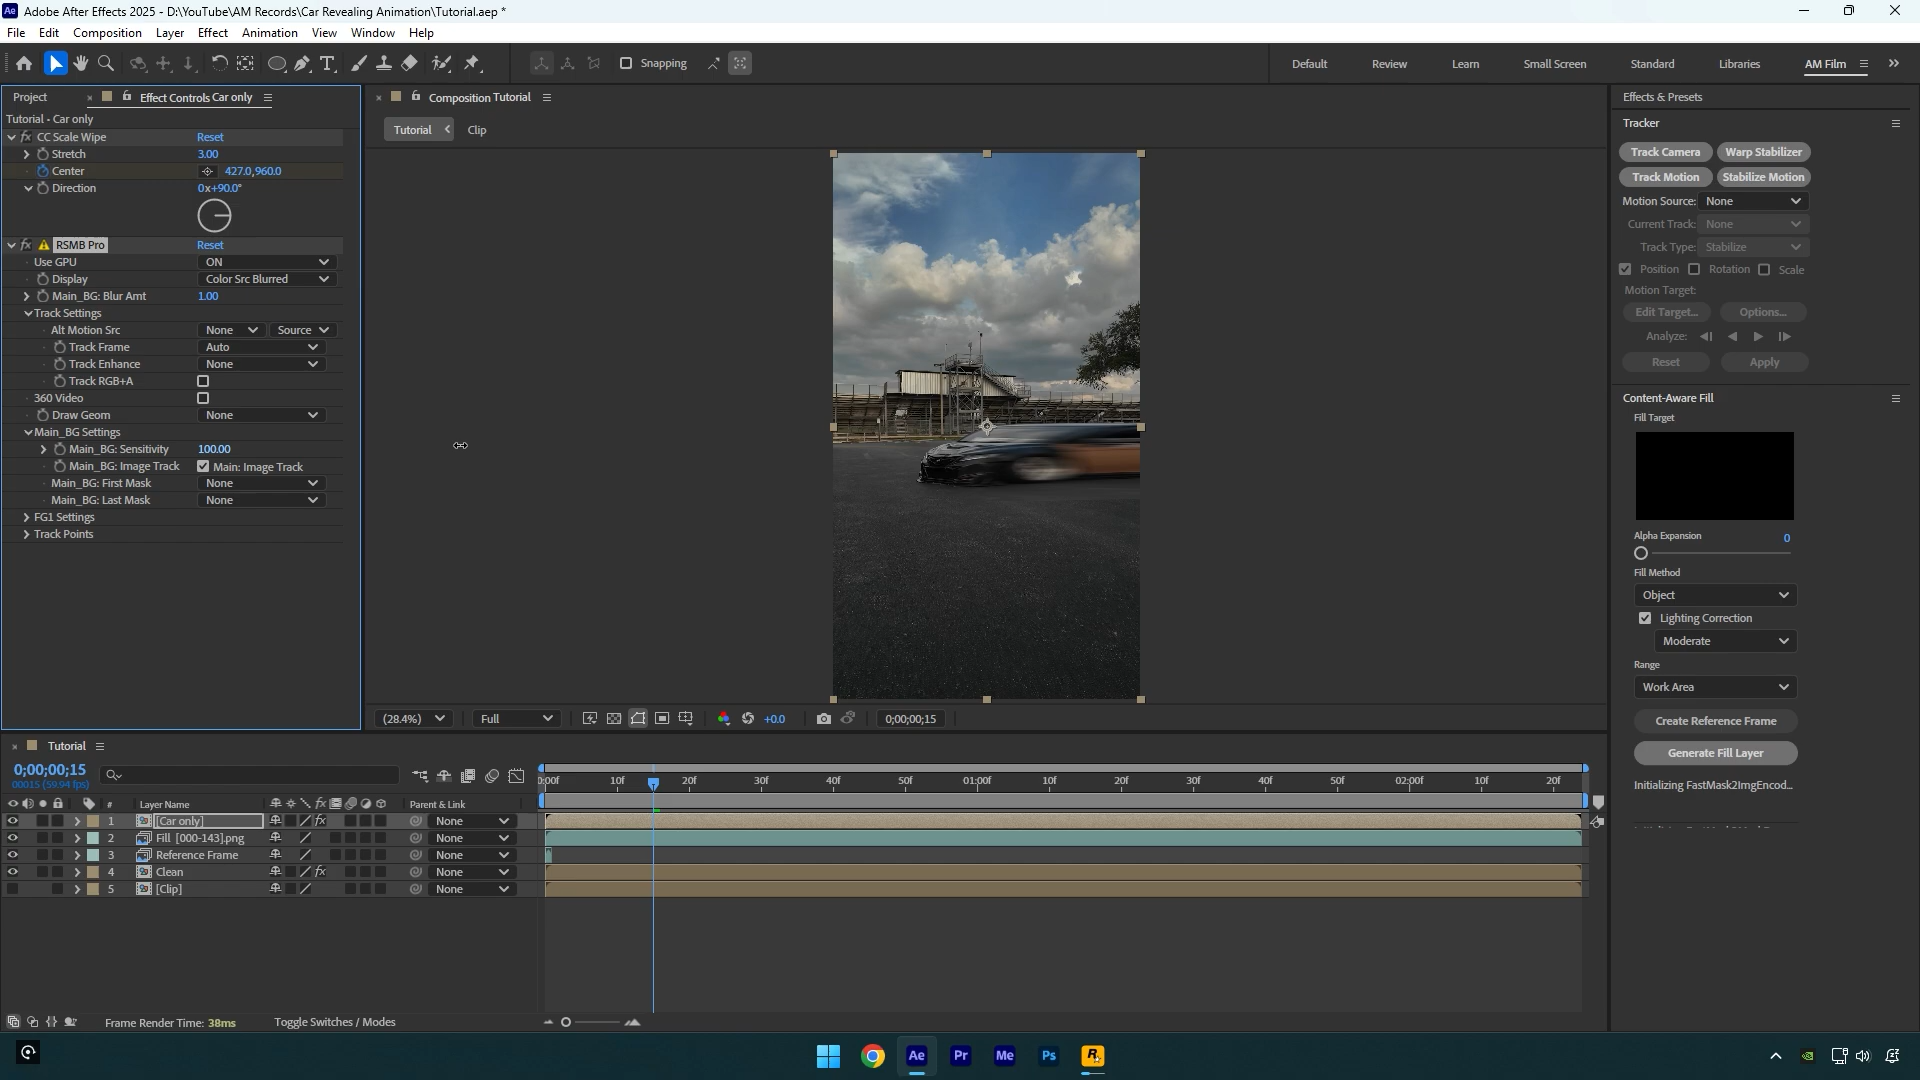 Adobe After Effects 2025 - D:\YouTube\AM Records\Car Revealing Animation\Tutorial.aep *
File Edit Composition Layer Effect Animation View Window Help
Snapping
Default Review Learn Small Screen Standard Libraries AM Film
Project
Effect Controls Car only
Tutorial - Car only
CC Scale Wipe Reset
Stretch 3.00
Center 427.0,960.0
Direction 0x+90.0°
RSMB Pro Reset
Use GPU ON
Display Color Src Blurred
Main_BG: Blur Amt 1.00
Track Settings
Alt Motion Src None Source
Track Frame Auto
Track Enhance None
Track RGB+A
360 Video
Draw Geom None
Main_BG Settings
Main_BG: Sensitivity 100.00
Main_BG: Image Track Main: Image Track
Main_BG: First Mask None
Main_BG: Last Mask None
FG1 Settings
Track Points
Composition Tutorial
Tutorial Clip
(28.4%) Full +0.0 0;00;00;15
Effects & Presets
Tracker
Track Camera Warp Stabilizer
Track Motion Stabilize Motion
Motion Source: None
Current Track: None
Track Type: Stabilize
Position Rotation Scale
Motion Target:
Edit Target... Options...
Analyze:
Reset Apply
Content-Aware Fill
Fill Target
Alpha Expansion 0
Fill Method
Object
Lighting Correction
Moderate
Range
Work Area
Create Reference Frame
Generate Fill Layer
Initializing FastMask2ImgEncod...
Tutorial
0;00;00;15
00015 (59.94 fps)
0:00f 10f 20f 30f 40f 50f 01:00f 10f 20f 30f 40f 50f 02:00f 10f 20f
# Layer Name Parent & Link
1 [Car only] None
2 Fill [000-143].png None
3 Reference Frame None
4 Clean None
5 [Clip] None
Frame Render Time: 38ms Toggle Switches / Modes
Ae Pr Me Ps R